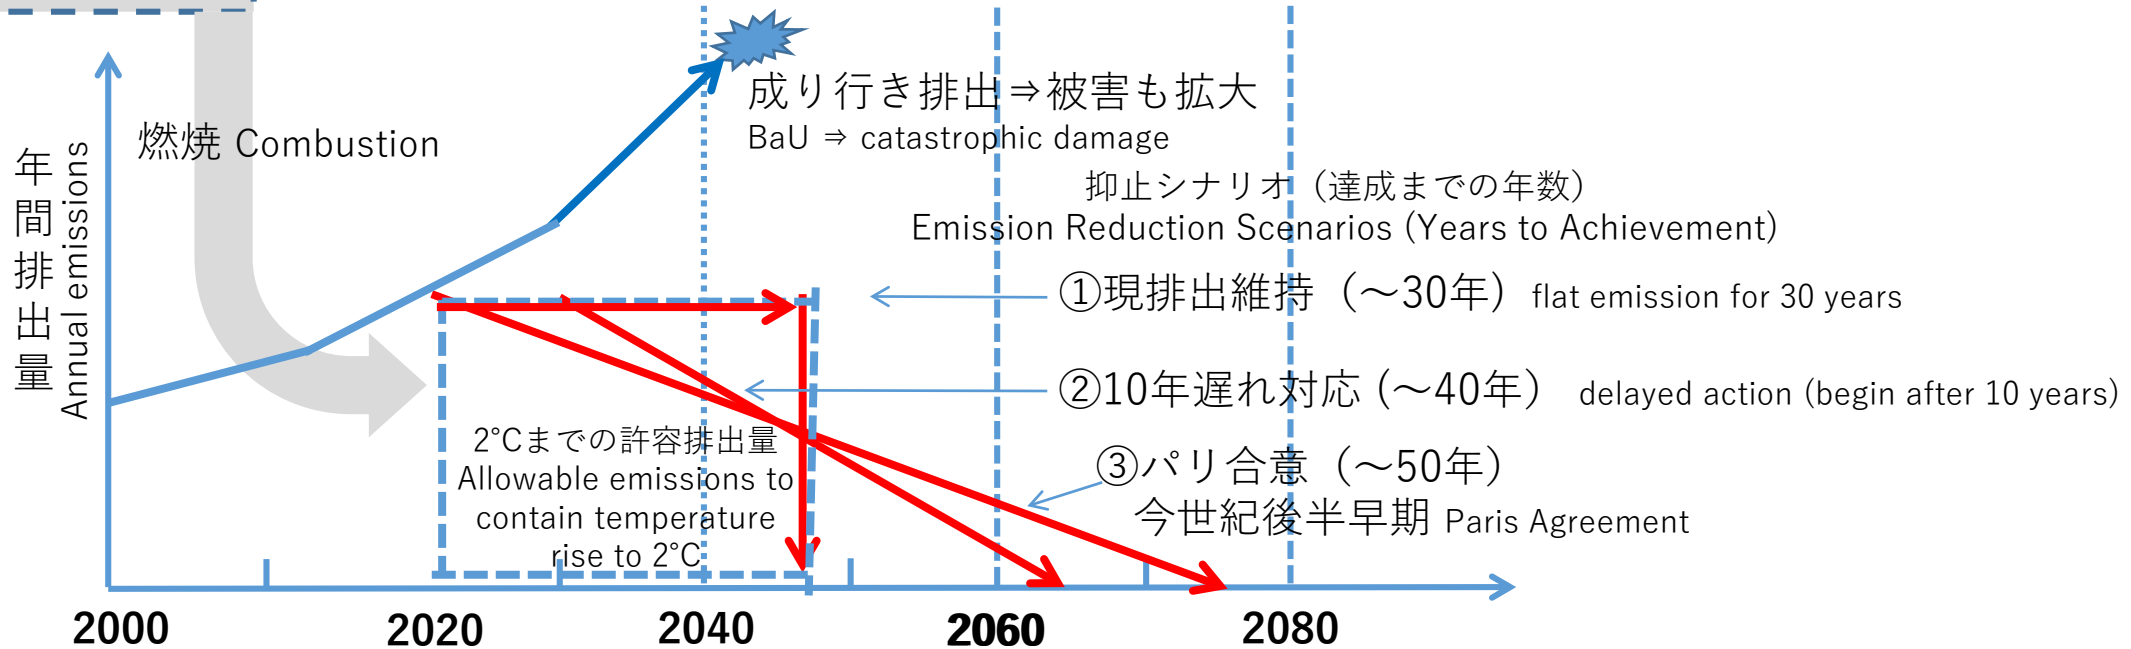 成り行き排出⇒被害も拡大
BaU ⇒ catastrophic damage
燃焼 Combustion
年間排出量
Annual emissions
抑止シナリオ（達成までの年数）
Emission Reduction Scenarios (Years to Achievement)
①現排出維持（～30年）flat emission for 30 years
②10年遅れ対応（～40年） delayed action (begin after 10 years)
③パリ合意（～50年）
今世紀後半早期 Paris Agreement
2°Cまでの許容排出量
Allowable emissions to
contain temperature
rise to 2°C
2000 2020 2040 2060 2080